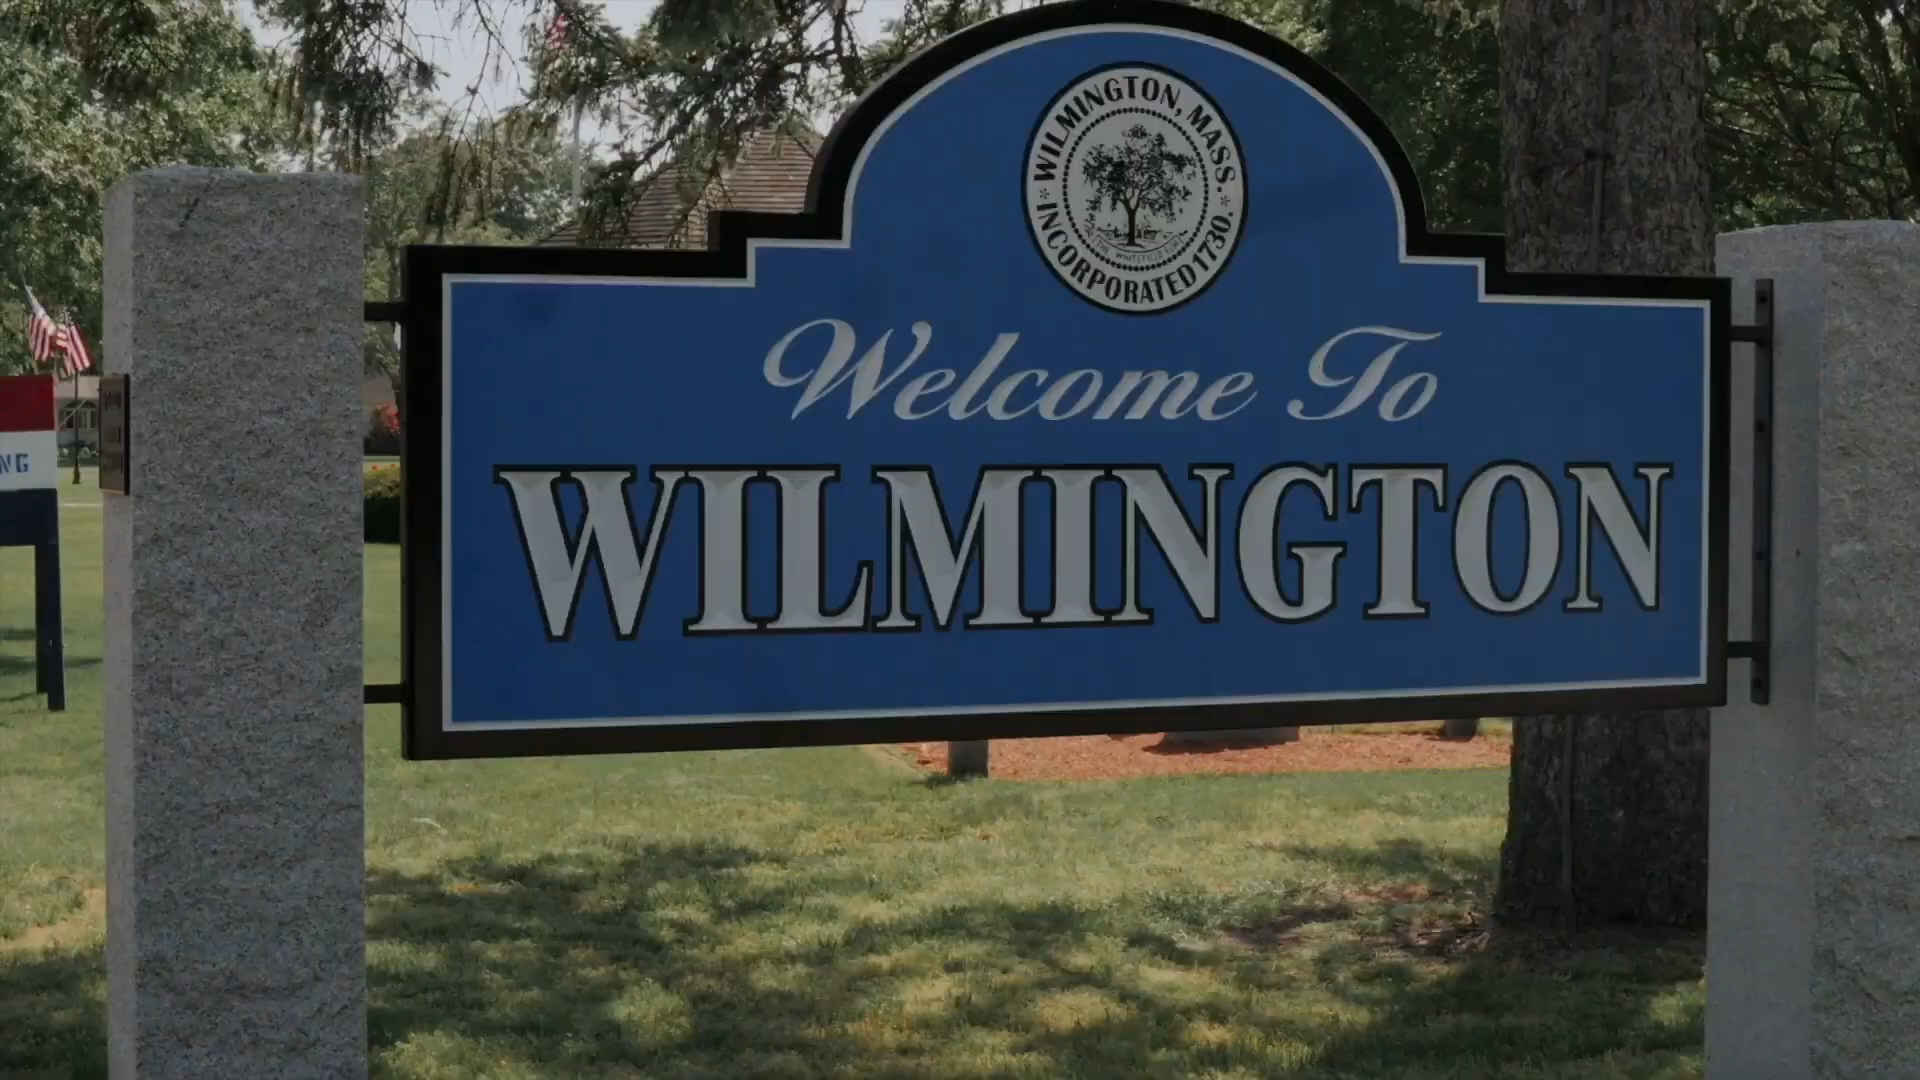 WILMINGTON, MASS.
* INCORPORATED 1730. *
Welcome To
WILMINGTON
NG